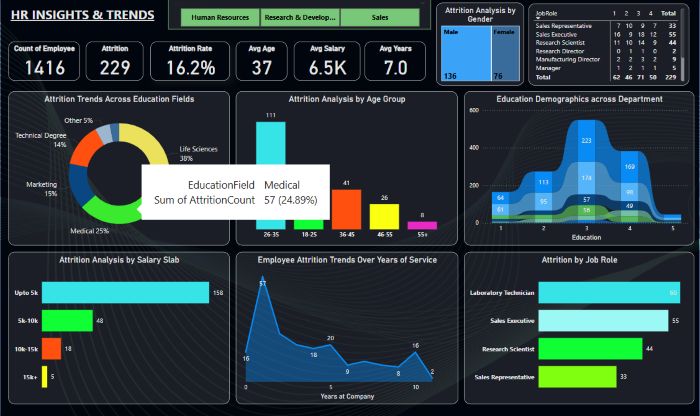 HR INSIGHTS & TRENDS
Human Resources
Research & Develop...
Sales
Count of Employee
1416
Attrition
229
Attrition Rate
16.2%
Avg Age
37
Avg Salary
6.5K
Avg Years
7.0
Attrition Analysis by Gender
Male
136
Female
76
JobRole 1 2 4 Total
Sales Representative 7 9 7 33
Sales Executive 16 9 18 12 55
Research Scientist 11 10 14 9 44
Research Director 0 1 1 0 2
Manufacturing Director 2 2 3 2 9
Manager 1 2 1 1 5
Total 62 46 71 50 229
Attrition Trends Across Education Fields
Other 5%
Technical Degree
14%
Marketing
15%
Medical 25%
Life Sciences
38%
EducationField Medical
Sum of AttritionCount 57 (24.89%)
Attrition Analysis by Age Group
111
41
26
8
26-35
18-25
36-45
46-55
55+
Education Demographics across Department
600
400
200
0
64
61
113
95
223
174
57
58
169
98
49
1
2
3
4
5
Education
Attrition Analysis by Salary Slab
Upto 5k
158
5k-10k
48
10k-15k
18
15k+
5
Employee Attrition Trends Over Years of Service
16
57
18
20
9
8
16
2
0
5
10
Years at Company
Attrition by Job Role
Laboratory Technician
Sales Executive
55
Research Scientist
44
Sales Representative
33